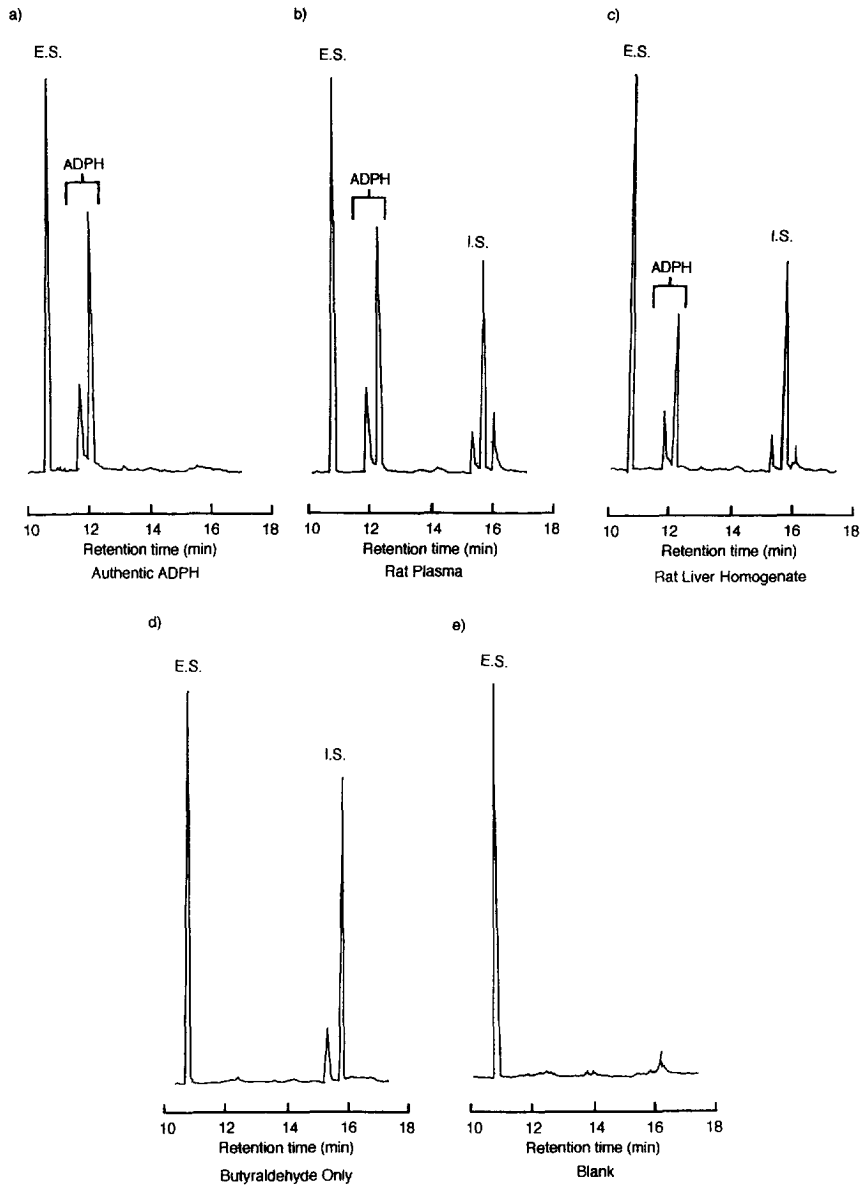 a)
E.S.
ADPH
10 12 14 16 18
Retention time (min)
Authentic ADPH
b)
E.S.
ADPH
I.S.
10 12 14 16 18
Retention time (min)
Rat Plasma
c)
E.S.
ADPH
I.S.
10 12 14 16 18
Retention time (min)
Rat Liver Homogenate
d)
E.S.
I.S.
10 12 14 16 18
Retention time (min)
Butyraldehyde Only
e)
E.S.
10 12 14 16 18
Retention time (min)
Blank